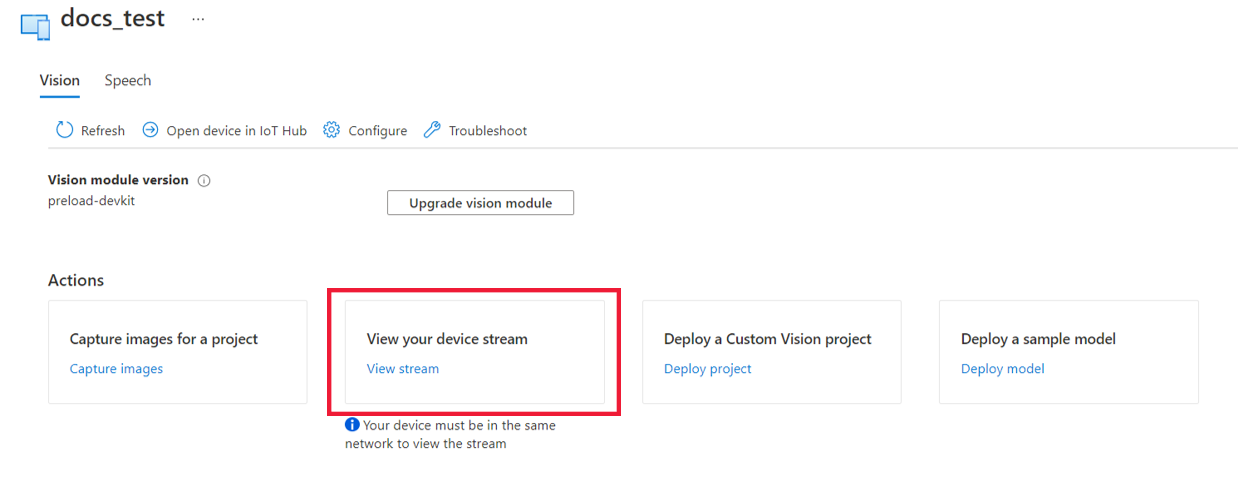 docs_test ...
Vision Speech
Refresh Open device in IoT Hub Configure Troubleshoot
Vision module version
preload-devkit
Upgrade vision module
Actions
Capture images for a project
Capture images
View your device stream
View stream
Your device must be in the same
network to view the stream
Deploy a Custom Vision project
Deploy project
Deploy a sample model
Deploy model